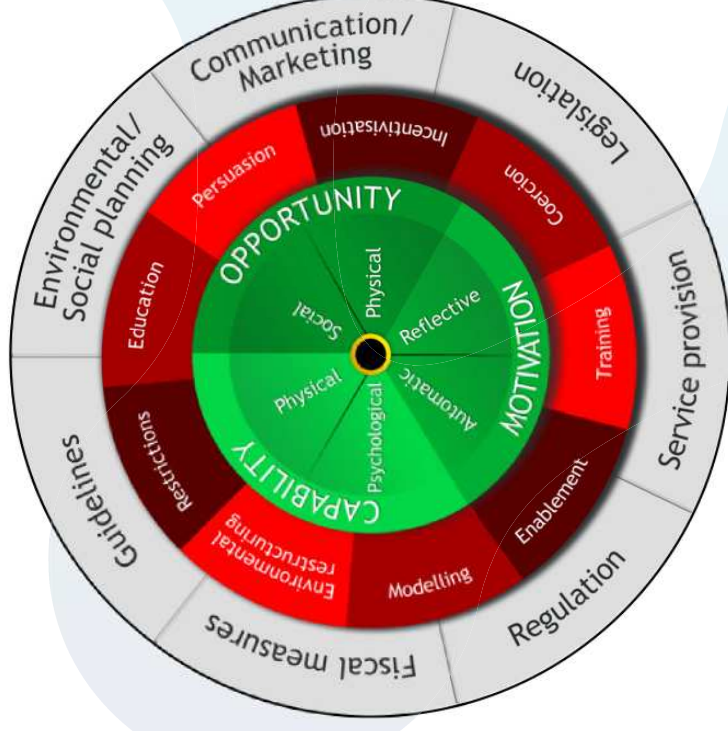 Communication/
Marketing
Legislation
Service provision
Regulation
Fiscal measures
Guidelines
Environmental/
Social planning
Incentivisation
Coercion
Training
Enablement
Modelling
Environmental
restructuring
Restrictions
Education
Persuasion
OPPORTUNITY
MOTIVATION
CAPABILITY
Physical
Reflective
Automatic
Psychological
Physical
Social